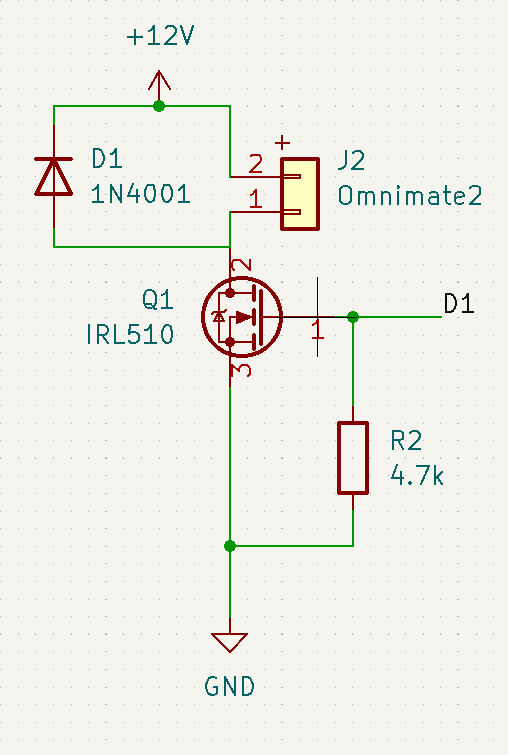 +12V
+
D1
1N4001
2
1
J2
Omnimate2
2
Q1
IRL510
1
3
D1
R2
4.7k
GND